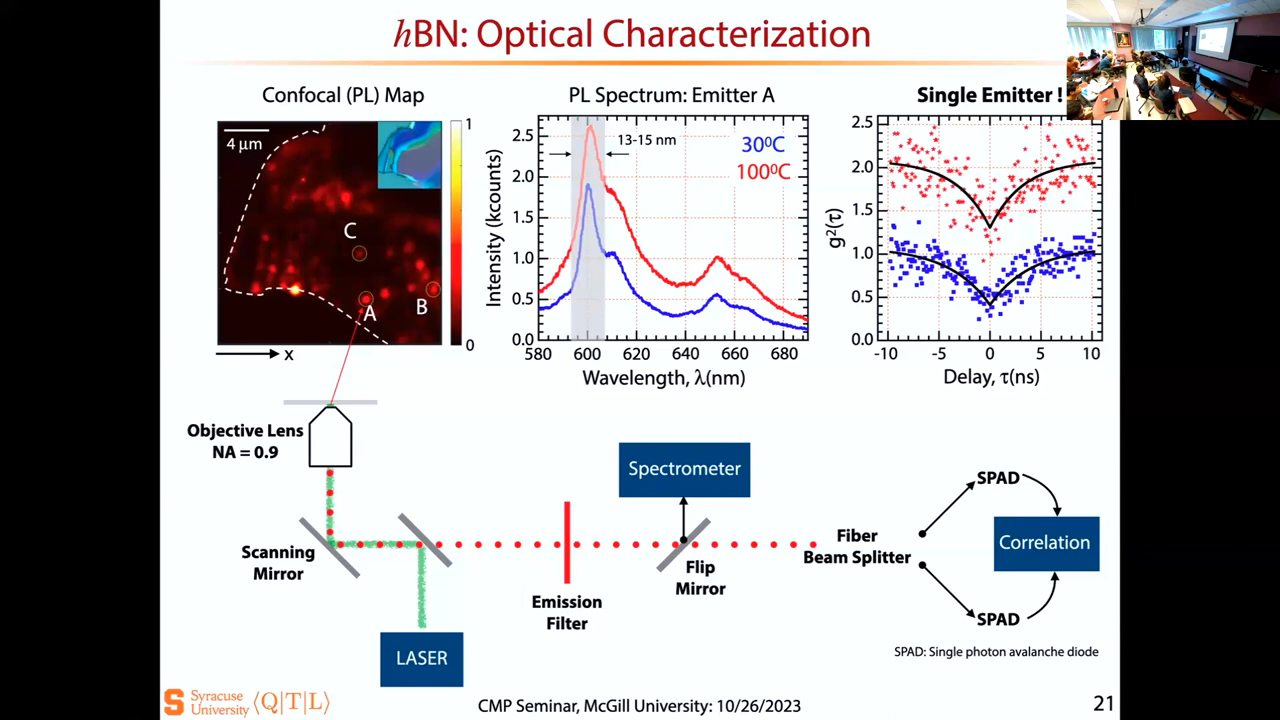 hBN: Optical Characterization
Confocal (PL) Map
4 μm
1
0
C
A
B
x
PL Spectrum: Emitter A
Intensity (kcounts)
2.5
2.0
1.5
1.0
0.5
0.0
13-15 nm
30⁰C
100⁰C
580 600 620 640 660 680
Wavelength, λ(nm)
Single Emitter !
g²(τ)
2.5
2.0
1.5
1.0
0.5
0.0
-10 -5 0 5 10
Delay, τ(ns)
Objective Lens
NA = 0.9
Scanning
Mirror
LASER
Emission
Filter
Spectrometer
Flip
Mirror
Fiber
Beam Splitter
SPAD
Correlation
SPAD
SPAD: Single photon avalanche diode
S Syracuse
University
⟨Q|T|L⟩
CMP Seminar, McGill University: 10/26/2023
21